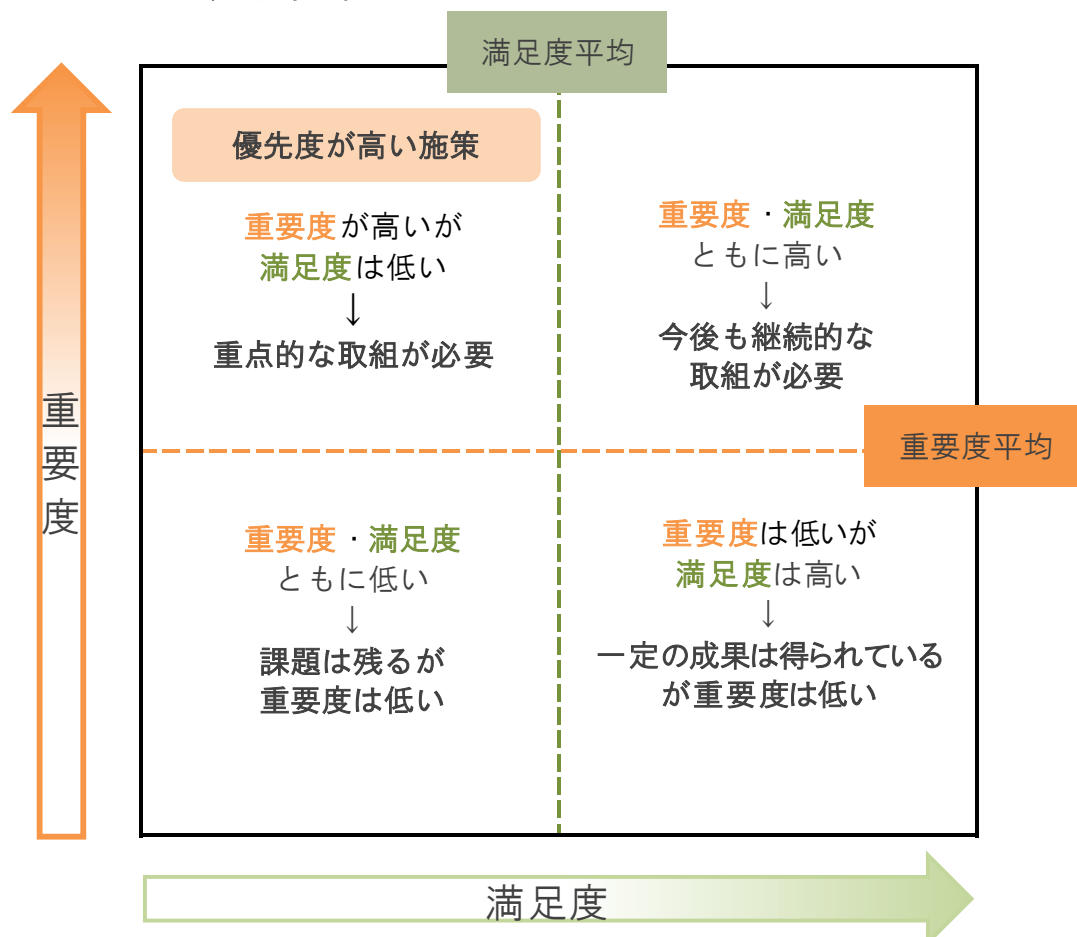 満足度平均
優先度が高い施策
重要度が高いが
満足度は低い
↓
重点的な取組が必要
重要度・満足度
ともに高い
↓
今後も継続的な
取組が必要
重要度平均
重要度
重要度・満足度
ともに低い
↓
課題は残るが
重要度は低い
重要度は低いが
満足度は高い
↓
一定の成果は得られている
が重要度は低い
満足度